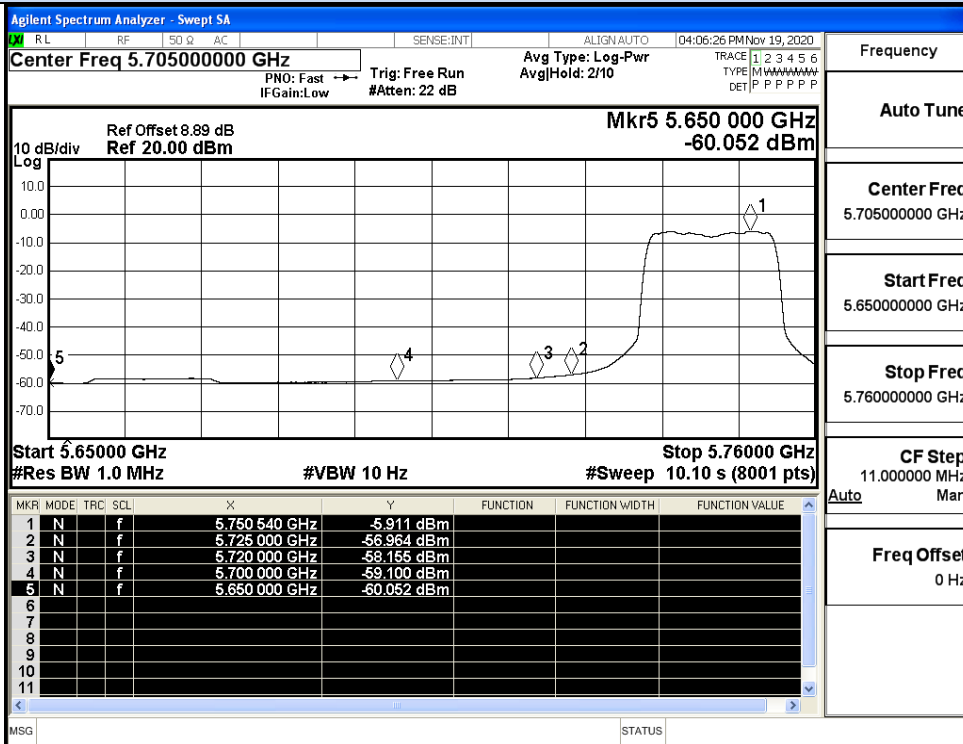 Agilent Spectrum Analyzer - Swept SA
LXI RL RF 50 Ω AC SENSE:INT ALIGN AUTO 04:06:26 PM Nov 19, 2020
Center Freq 5.705000000 GHz
PNO: Fast
IFGain:Low
Trig: Free Run
#Atten: 22 dB
Avg Type: Log-Pwr
Avg|Hold: 2/10
TRACE 1 2 3 4 5 6
TYPE M W W W W W
DET P P P P P P
Ref Offset 8.89 dB
Ref 20.00 dBm
10 dB/div
Log
Mkr5 5.650 000 GHz
-60.052 dBm
10.0
0.00
-10.0
-20.0
-30.0
-40.0
-50.0
-60.0
-70.0
1
2
3
4
5
Start 5.65000 GHz
Stop 5.76000 GHz
#Res BW 1.0 MHz
#VBW 10 Hz
#Sweep 10.10 s (8001 pts)
MKR MODE TRC SCL X Y FUNCTION FUNCTION WIDTH FUNCTION VALUE
1 N f 5.750 540 GHz -5.911 dBm
2 N f 5.725 000 GHz -56.964 dBm
3 N f 5.720 000 GHz -58.155 dBm
4 N f 5.700 000 GHz -59.100 dBm
5 N f 5.650 000 GHz -60.052 dBm
6
7
8
9
10
11
MSG
STATUS
Frequency
Auto Tune
Center Freq
5.705000000 GHz
Start Freq
5.650000000 GHz
Stop Freq
5.760000000 GHz
CF Step
11.000000 MHz
Auto Man
Freq Offset
0 Hz